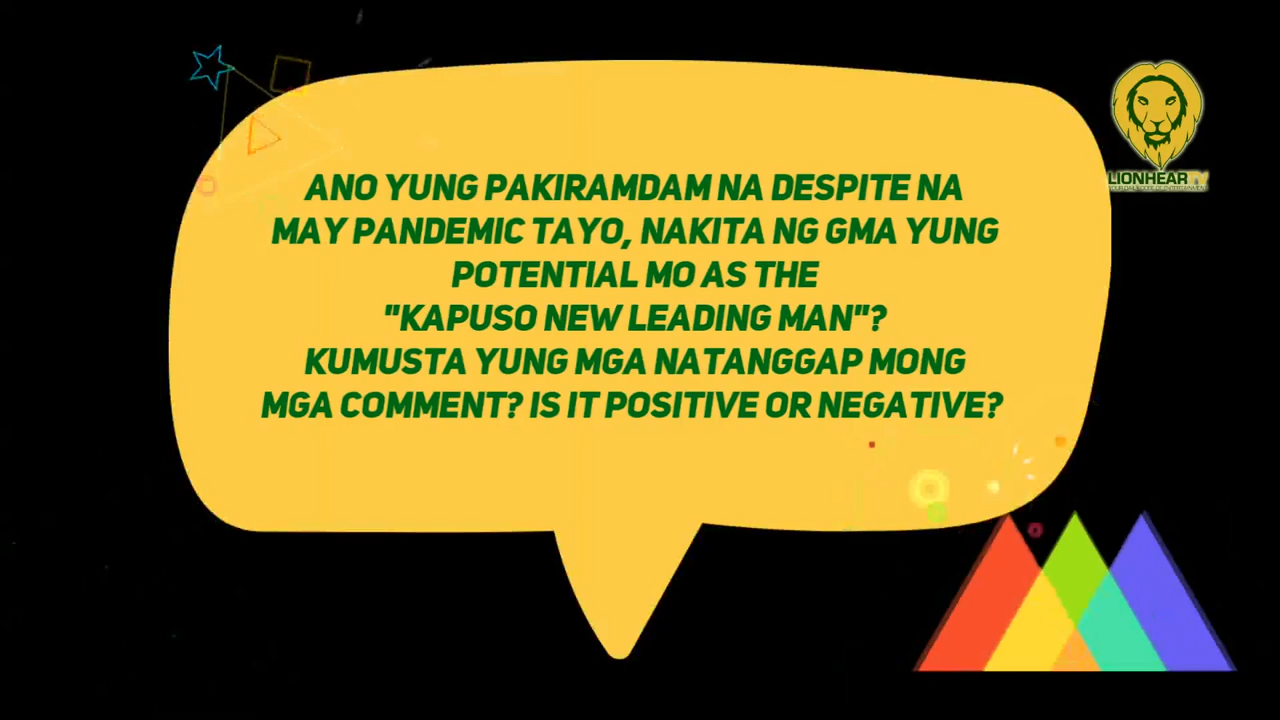 ANO YUNG PAKIRAMDAM NA DESPITE NA
MAY PANDEMIC TAYO, NAKITA NG GMA YUNG
POTENTIAL MO AS THE
"KAPUSO NEW LEADING MAN"?
KUMUSTA YUNG MGA NATANGGAP MONG
MGA COMMENT? IS IT POSITIVE OR NEGATIVE?
LIONHEARTV